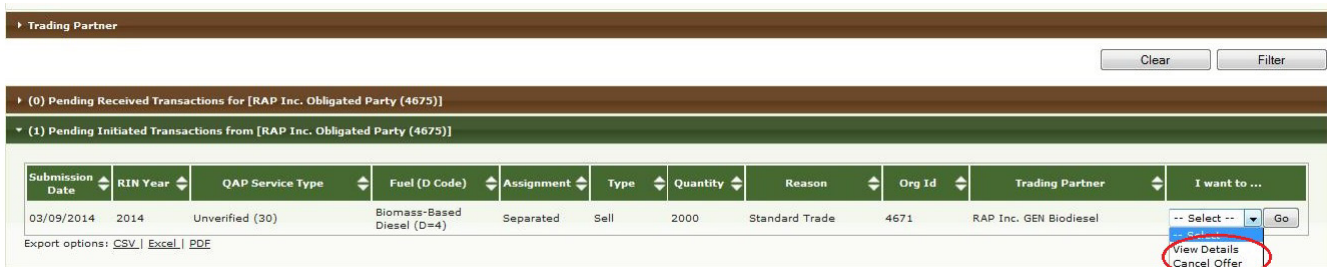 Trading Partner
Clear Filter
(0) Pending Received Transactions for [RAP Inc. Obligated Party (4675)]
(1) Pending Initiated Transactions from [RAP Inc. Obligated Party (4675)]
Submission Date RIN Year QAP Service Type Fuel (D Code) Assignment Type Quantity Reason Org Id Trading Partner I want to ...
03/09/2014 2014 Unverified (30) Biomass-Based Diesel (D=4) Separated Sell 2000 Standard Trade 4671 RAP Inc. GEN Biodiesel -- Select -- Go
-- Select --
Export options: CSV | Excel | PDF
View Details
Cancel Offer